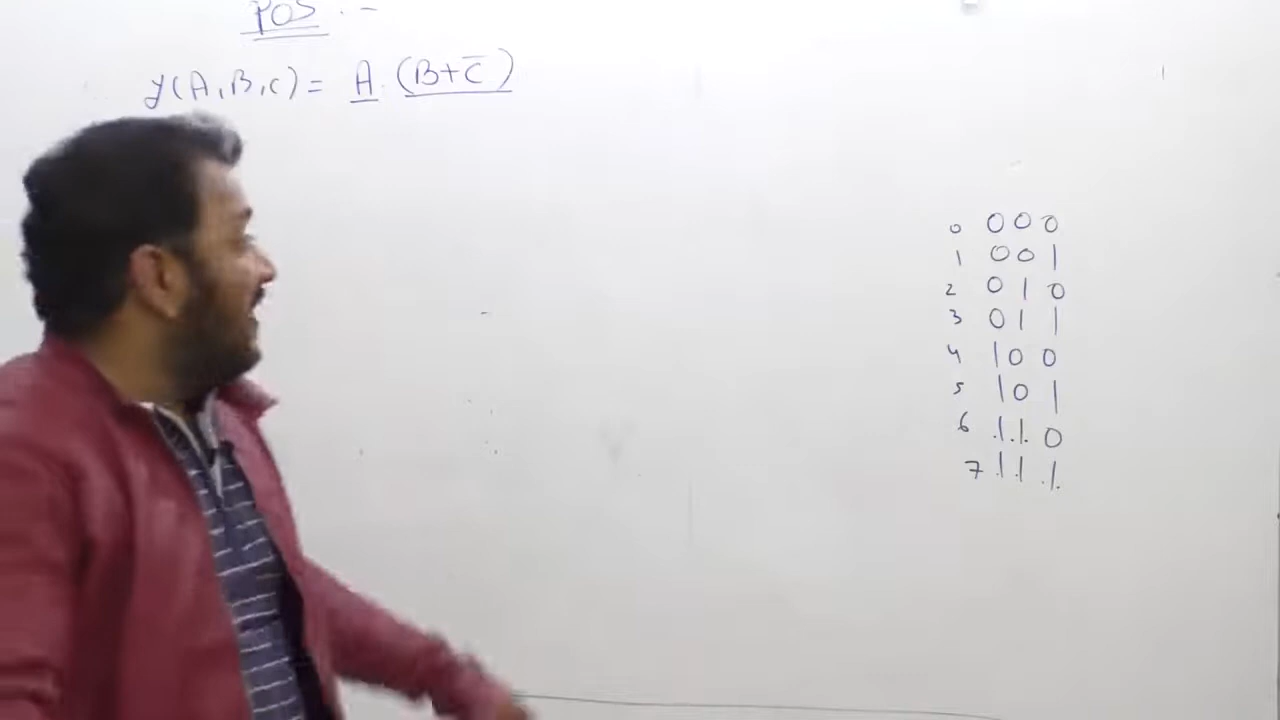 POS :-
y(A,B,C) = A. (B+C̅)
0 0 0 0
1 0 0 1
2 0 1 0
3 0 1 1
4 1 0 0
5 1 0 1
6 1 1 0
7 1 1 1